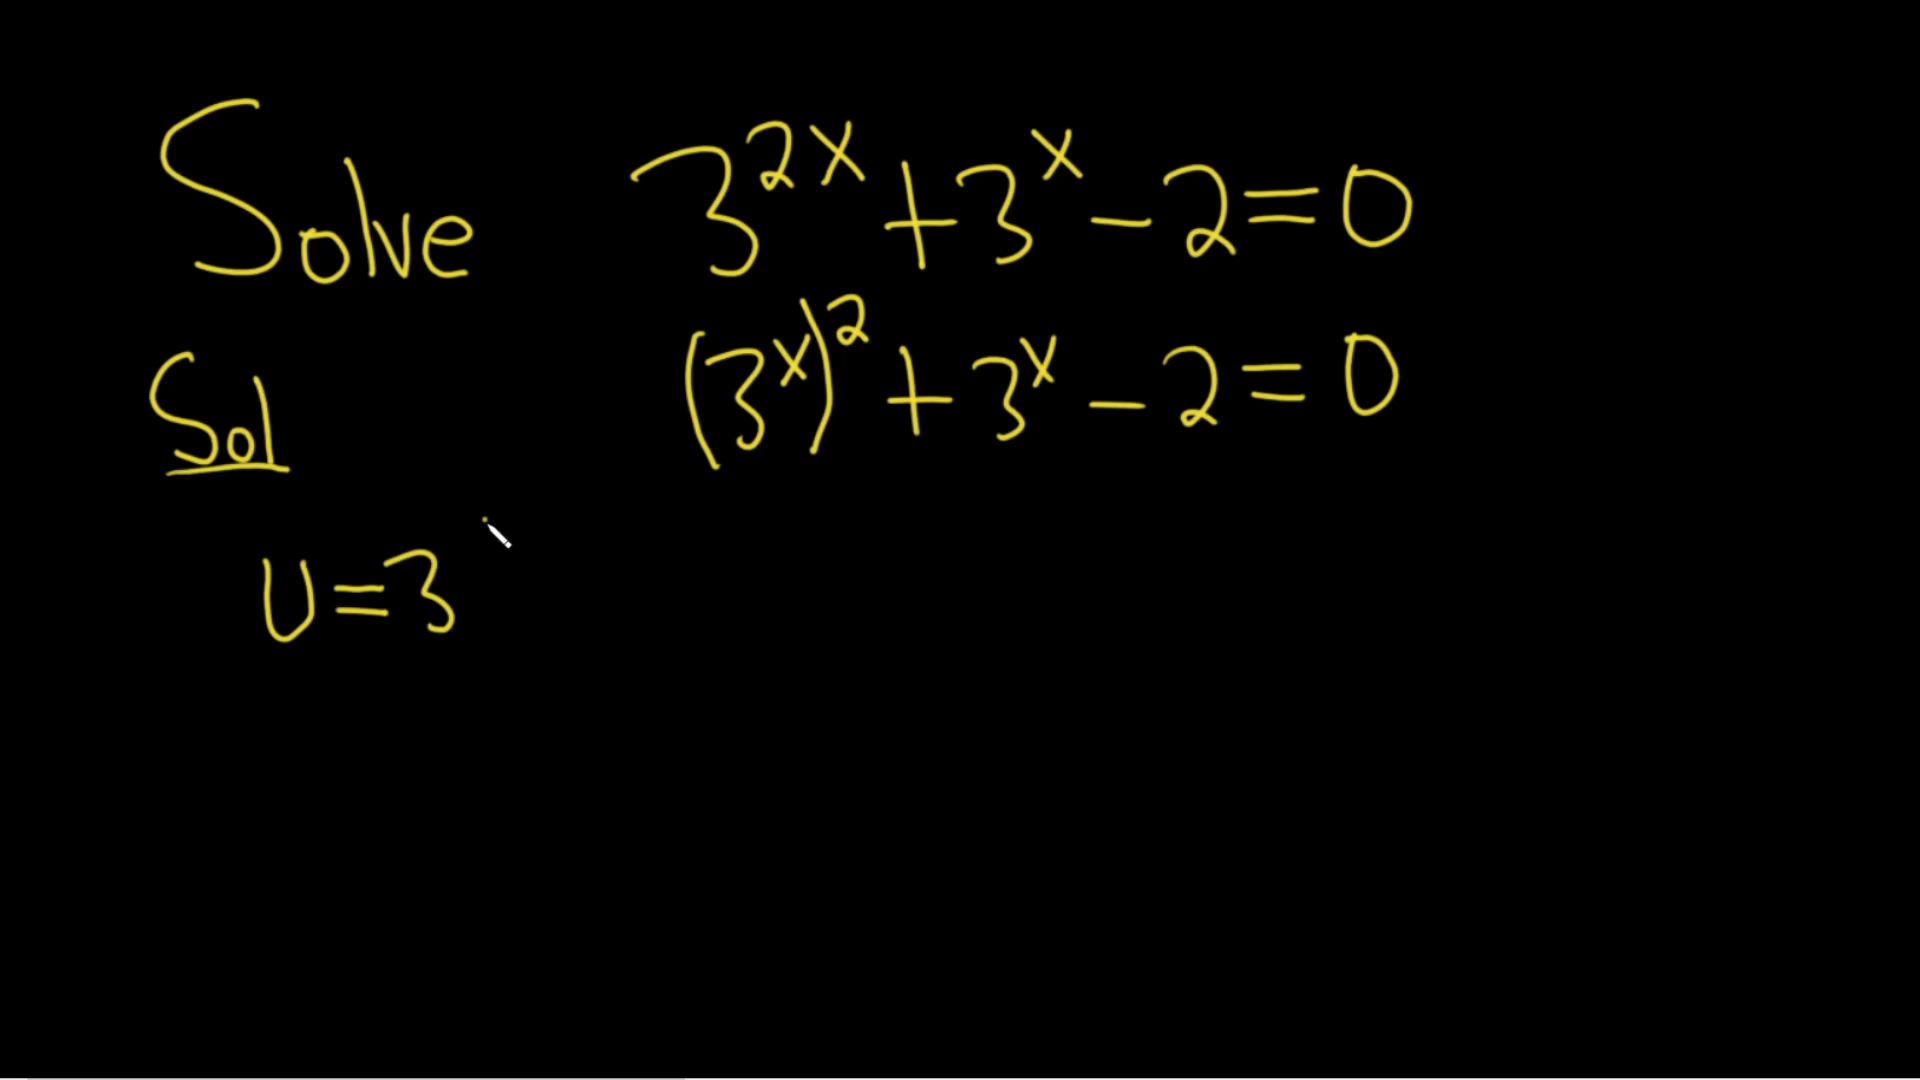 Solve 3^{2x} + 3^x - 2 = 0
Sol (3^x)^2 + 3^x - 2 = 0
U = 3